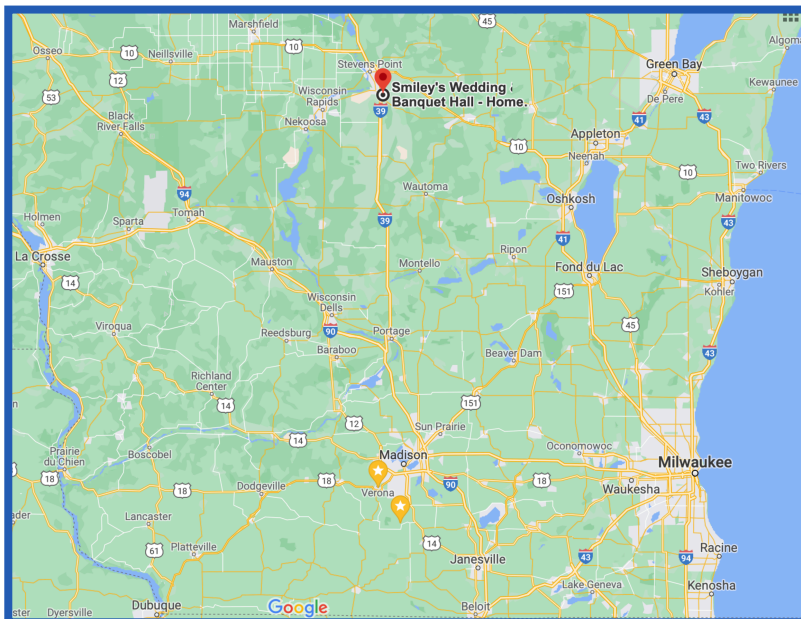 Marshfield
45
Algoma
Osseo
10
Neillsville
10
Stevens Point
Green Bay
12
Smiley's Wedding
Banquet Hall - Home.
Kewaunee
53
Wisconsin
Rapids
De Pere
39
41
43
Black
River Falls
Nekoosa
Appleton
10
Neenah
Two Rivers
10
94
Wautoma
Oshkosh
Manitowoc
Holmen
Sparta
Tomah
39
43
41
La Crosse
Mauston
Montello
Ripon
Fond du Lac
Sheboygan
14
151
Kohler
Wisconsin
Dells
Viroqua
90
Portage
45
Reedsburg
Baraboo
Beaver Dam
43
Richland
Center
14
151
12
Sun Prairie
14
Prairie
du Chien
Boscobel
Madison
Oconomowoc
Milwaukee
18
18
Dodgeville
18
Verona
90
18
Waukesha
ader
Lancaster
61
Platteville
14
43
94
Racine
Janesville
Lake Geneva
Kenosha
ster
Dyersville
Dubuque
Google
Beloit